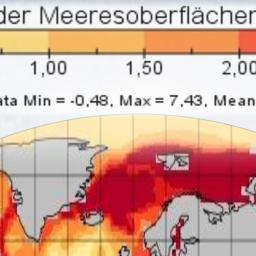 der Meeresoberflächen
1,00 1,50 2,00
ata Min = -0,48, Max = 7,43, Mean